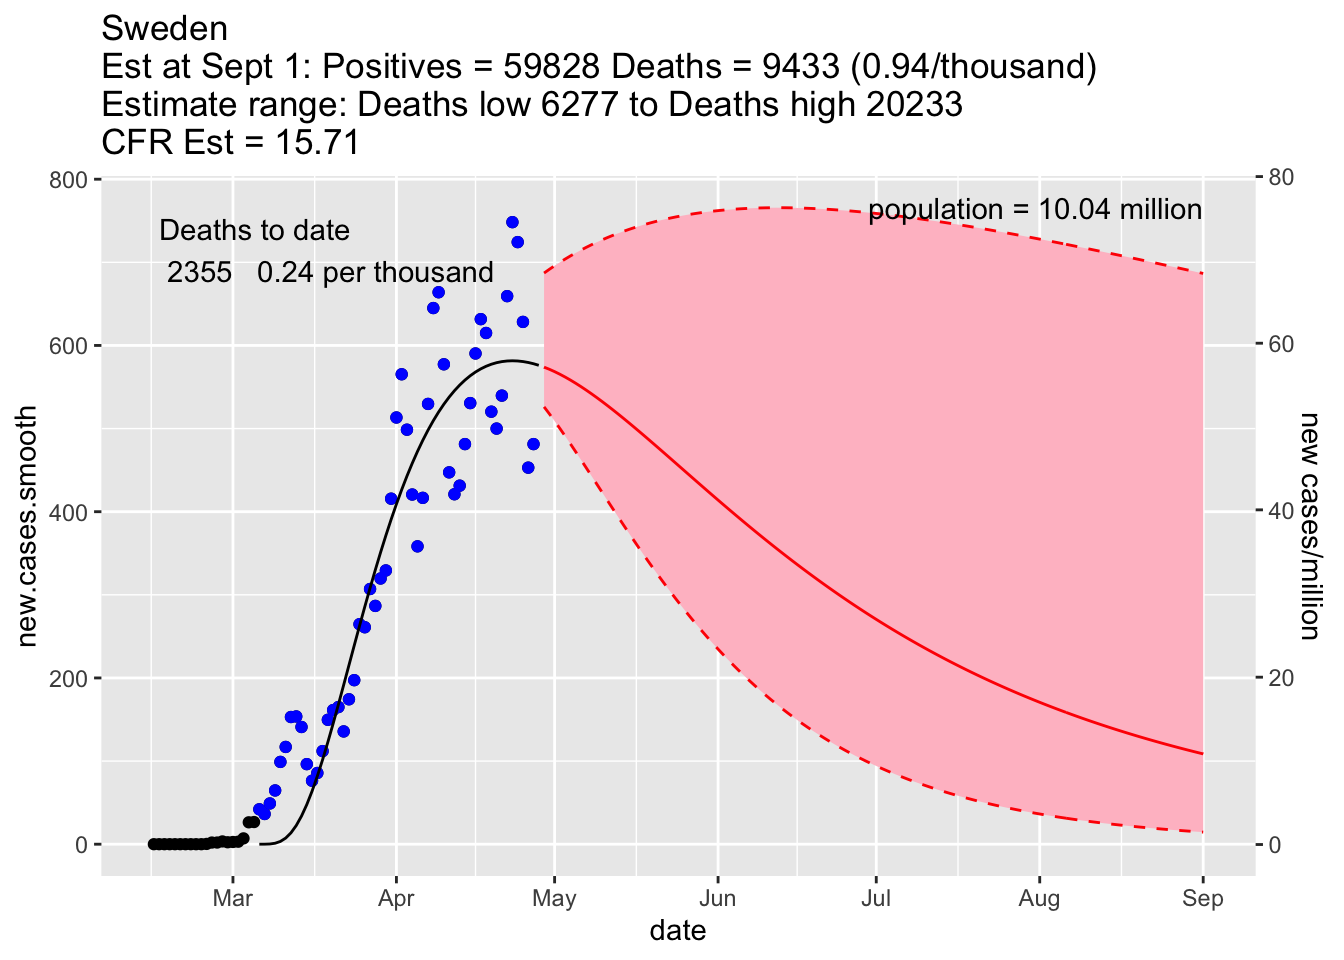 Sweden
Est at Sept 1: Positives = 59828 Deaths = 9433 (0.94/thousand)
Estimate range: Deaths low 6277 to Deaths high 20233
CFR Est = 15.71
800
600
400
200
0
new.cases.smooth
Deaths to date
2355 0.24 per thousand
population = 10.04 million
80
60
40
20
0
new cases/million
Mar Apr May Jun Jul Aug Sep
date